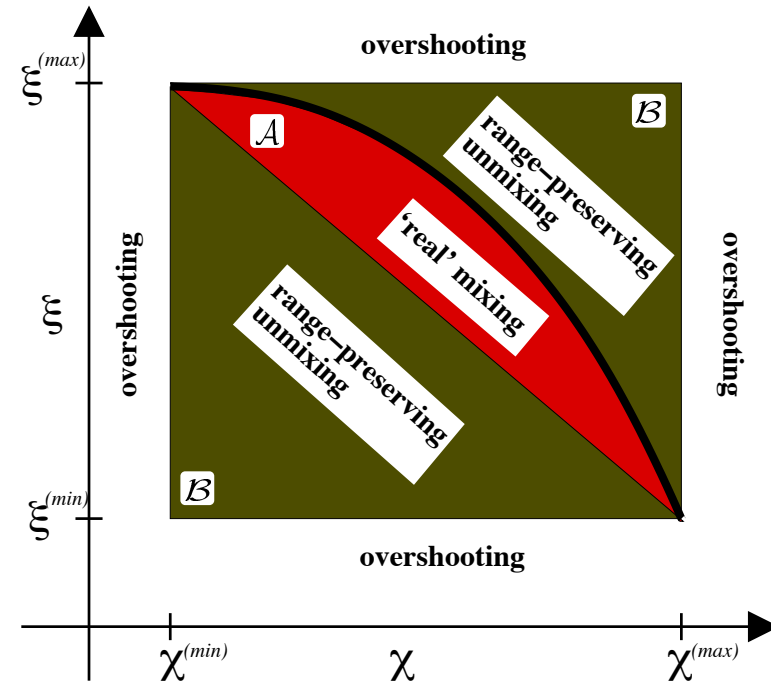 overshooting
ξ(max)
ℬ
𝒜
range–preserving
unmixing
‘real’ mixing
overshooting
ξ
overshooting
range–preserving
unmixing
ℬ
ξ(min)
overshooting
χ(min)
χ
χ(max)